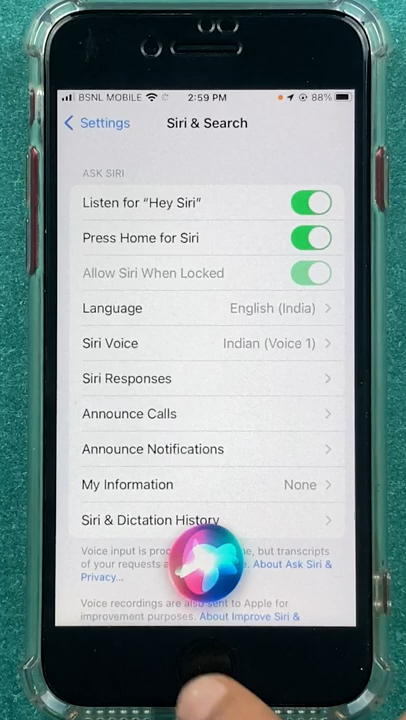 BSNL MOBILE 2:59 PM 88%
Settings Siri & Search
ASK SIRI
Listen for “Hey Siri”
Press Home for Siri
Allow Siri When Locked
Language English (India)
Siri Voice Indian (Voice 1)
Siri Responses
Announce Calls
Announce Notifications
My Information None
Siri & Dictation History
Voice input is but transcripts
of your requests About Ask Siri &
Privacy...
Voice recordings are also sent to Apple for
improvement purposes. About Improve Siri &